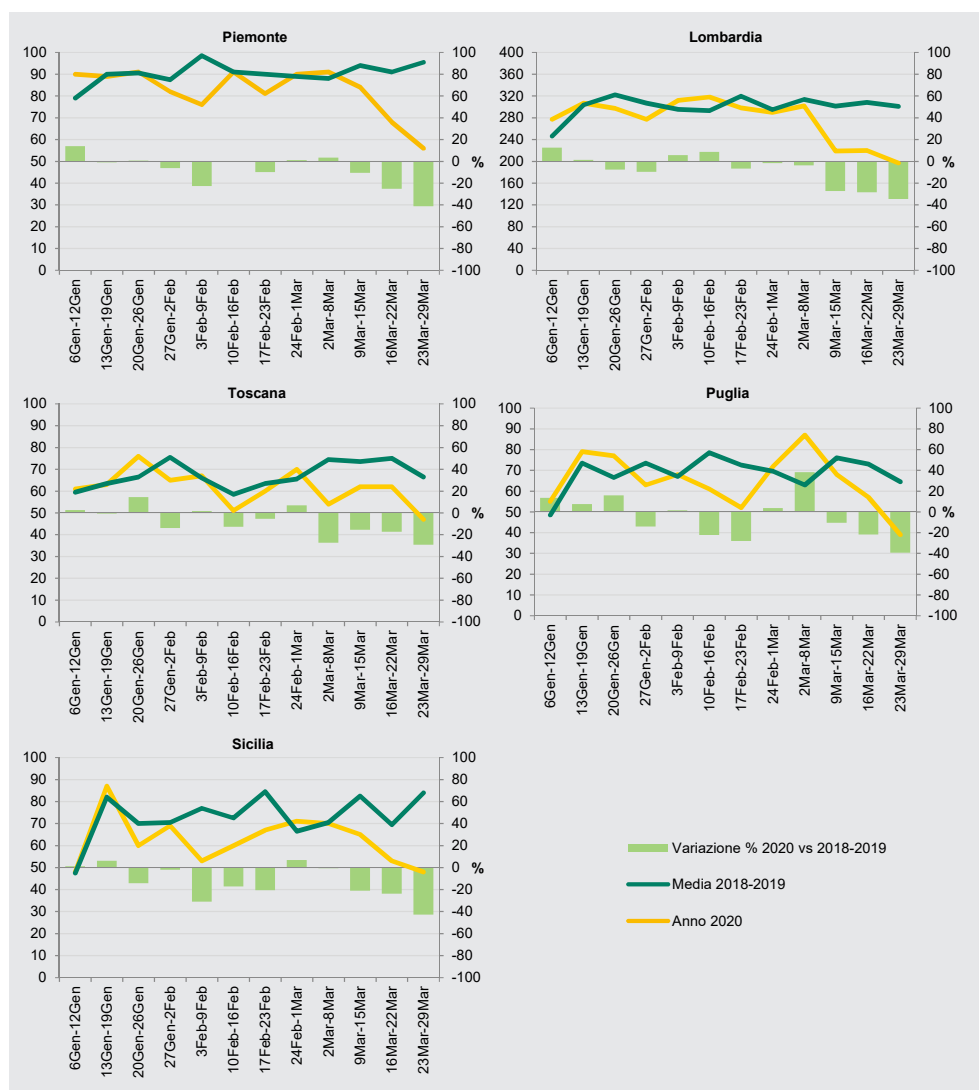 Piemonte
100
90
80
70
60
50
40
30
20
10
0
100
80
60
40
20
0
-20
-40
-60
-80
-100
%
6Gen-12Gen
13Gen-19Gen
20Gen-26Gen
27Gen-2Feb
3Feb-9Feb
10Feb-16Feb
17Feb-23Feb
24Feb-1Mar
2Mar-8Mar
9Mar-15Mar
16Mar-22Mar
23Mar-29Mar
Lombardia
400
360
320
280
240
200
160
120
80
40
0
100
80
60
40
20
0
-20
-40
-60
-80
-100
%
6Gen-12Gen
13Gen-19Gen
20Gen-26Gen
27Gen-2Feb
3Feb-9Feb
10Feb-16Feb
17Feb-23Feb
24Feb-1Mar
2Mar-8Mar
9Mar-15Mar
16Mar-22Mar
23Mar-29Mar
Toscana
100
90
80
70
60
50
40
30
20
10
0
100
80
60
40
20
0
-20
-40
-60
-80
-100
%
6Gen-12Gen
13Gen-19Gen
20Gen-26Gen
27Gen-2Feb
3Feb-9Feb
10Feb-16Feb
17Feb-23Feb
24Feb-1Mar
2Mar-8Mar
9Mar-15Mar
16Mar-22Mar
23Mar-29Mar
Puglia
100
90
80
70
60
50
40
30
20
10
0
100
80
60
40
20
0
-20
-40
-60
-80
-100
%
6Gen-12Gen
13Gen-19Gen
20Gen-26Gen
27Gen-2Feb
3Feb-9Feb
10Feb-16Feb
17Feb-23Feb
24Feb-1Mar
2Mar-8Mar
9Mar-15Mar
16Mar-22Mar
23Mar-29Mar
Sicilia
100
90
80
70
60
50
40
30
20
10
0
100
80
60
40
20
0
-20
-40
-60
-80
-100
%
6Gen-12Gen
13Gen-19Gen
20Gen-26Gen
27Gen-2Feb
3Feb-9Feb
10Feb-16Feb
17Feb-23Feb
24Feb-1Mar
2Mar-8Mar
9Mar-15Mar
16Mar-22Mar
23Mar-29Mar
Variazione % 2020 vs 2018-2019
Media 2018-2019
Anno 2020